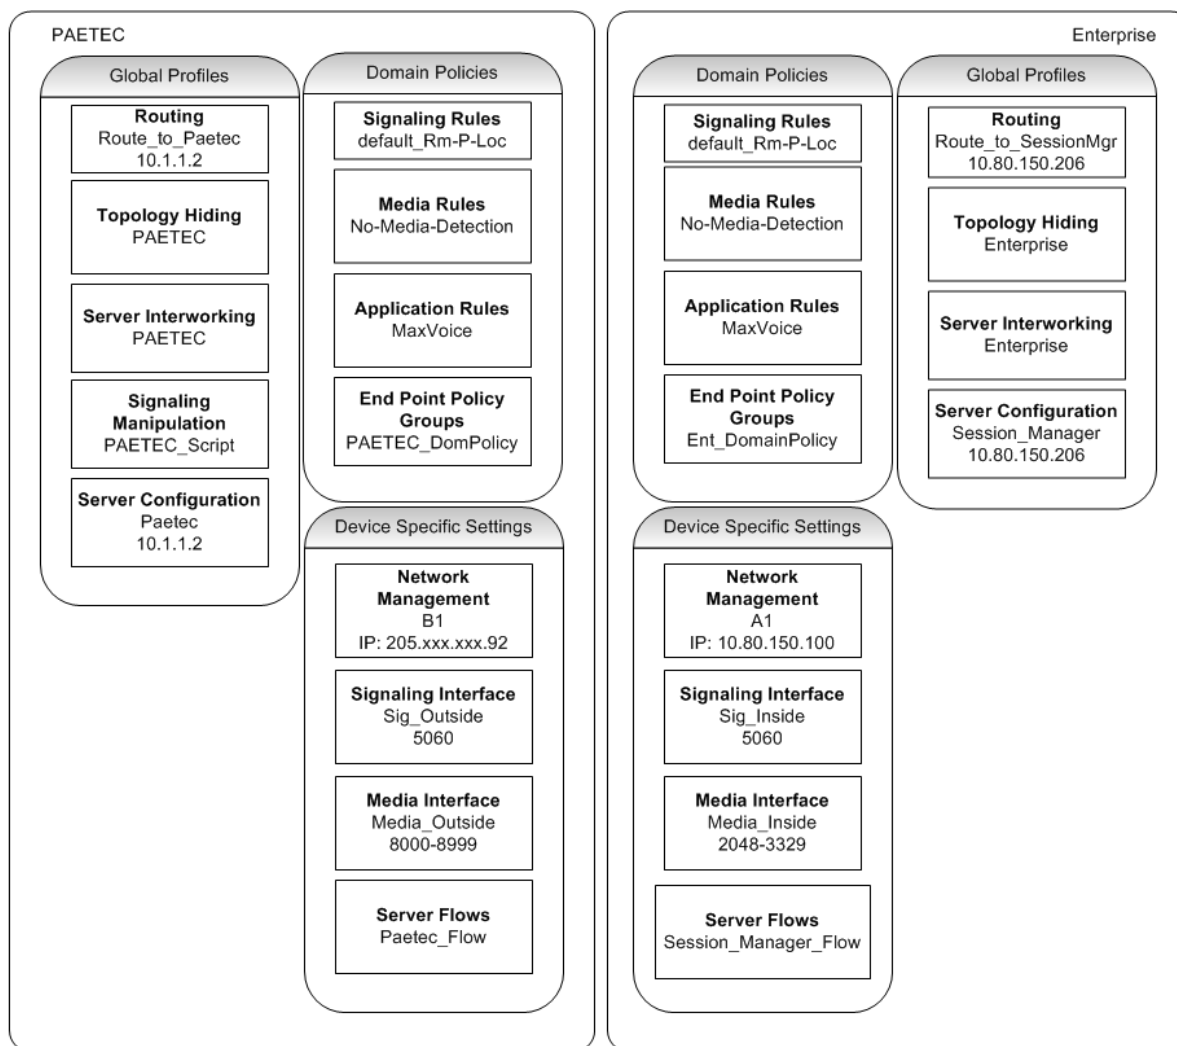 PAETEC
Global Profiles
Routing
Route_to_Paetec
10.1.1.2
Topology Hiding
PAETEC
Server Interworking
PAETEC
Signaling
Manipulation
PAETEC_Script
Server Configuration
Paetec
10.1.1.2
Domain Policies
Signaling Rules
default_Rm-P-Loc
Media Rules
No-Media-Detection
Application Rules
MaxVoice
End Point Policy
Groups
PAETEC_DomPolicy
Device Specific Settings
Network
Management
B1
IP: 205.xxx.xxx.92
Signaling Interface
Sig_Outside
5060
Media Interface
Media_Outside
8000-8999
Server Flows
Paetec_Flow
Enterprise
Domain Policies
Signaling Rules
default_Rm-P-Loc
Media Rules
No-Media-Detection
Application Rules
MaxVoice
End Point Policy
Groups
Ent_DomainPolicy
Global Profiles
Routing
Route_to_SessionMgr
10.80.150.206
Topology Hiding
Enterprise
Server Interworking
Enterprise
Server Configuration
Session_Manager
10.80.150.206
Device Specific Settings
Network
Management
A1
IP: 10.80.150.100
Signaling Interface
Sig_Inside
5060
Media Interface
Media_Inside
2048-3329
Server Flows
Session_Manager_Flow